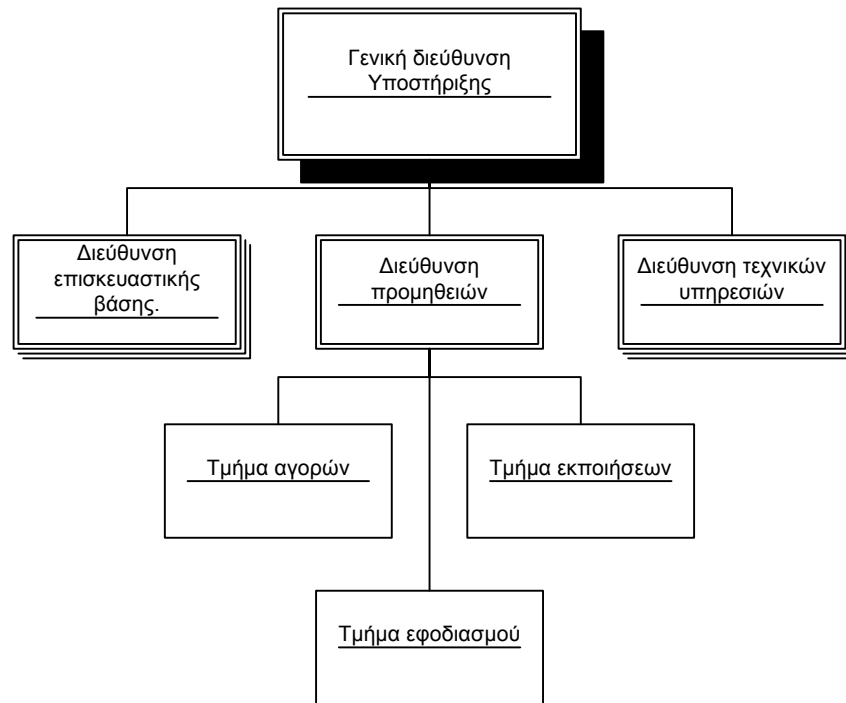 Γενική διεύθυνση
Υποστήριξης
Διεύθυνση
επισκευαστικής
βάσης.
Διεύθυνση
προμηθειών
Διεύθυνση τεχνικών
υπηρεσιών
Τμήμα αγορών
Τμήμα εκποιήσεων
Τμήμα εφοδιασμού